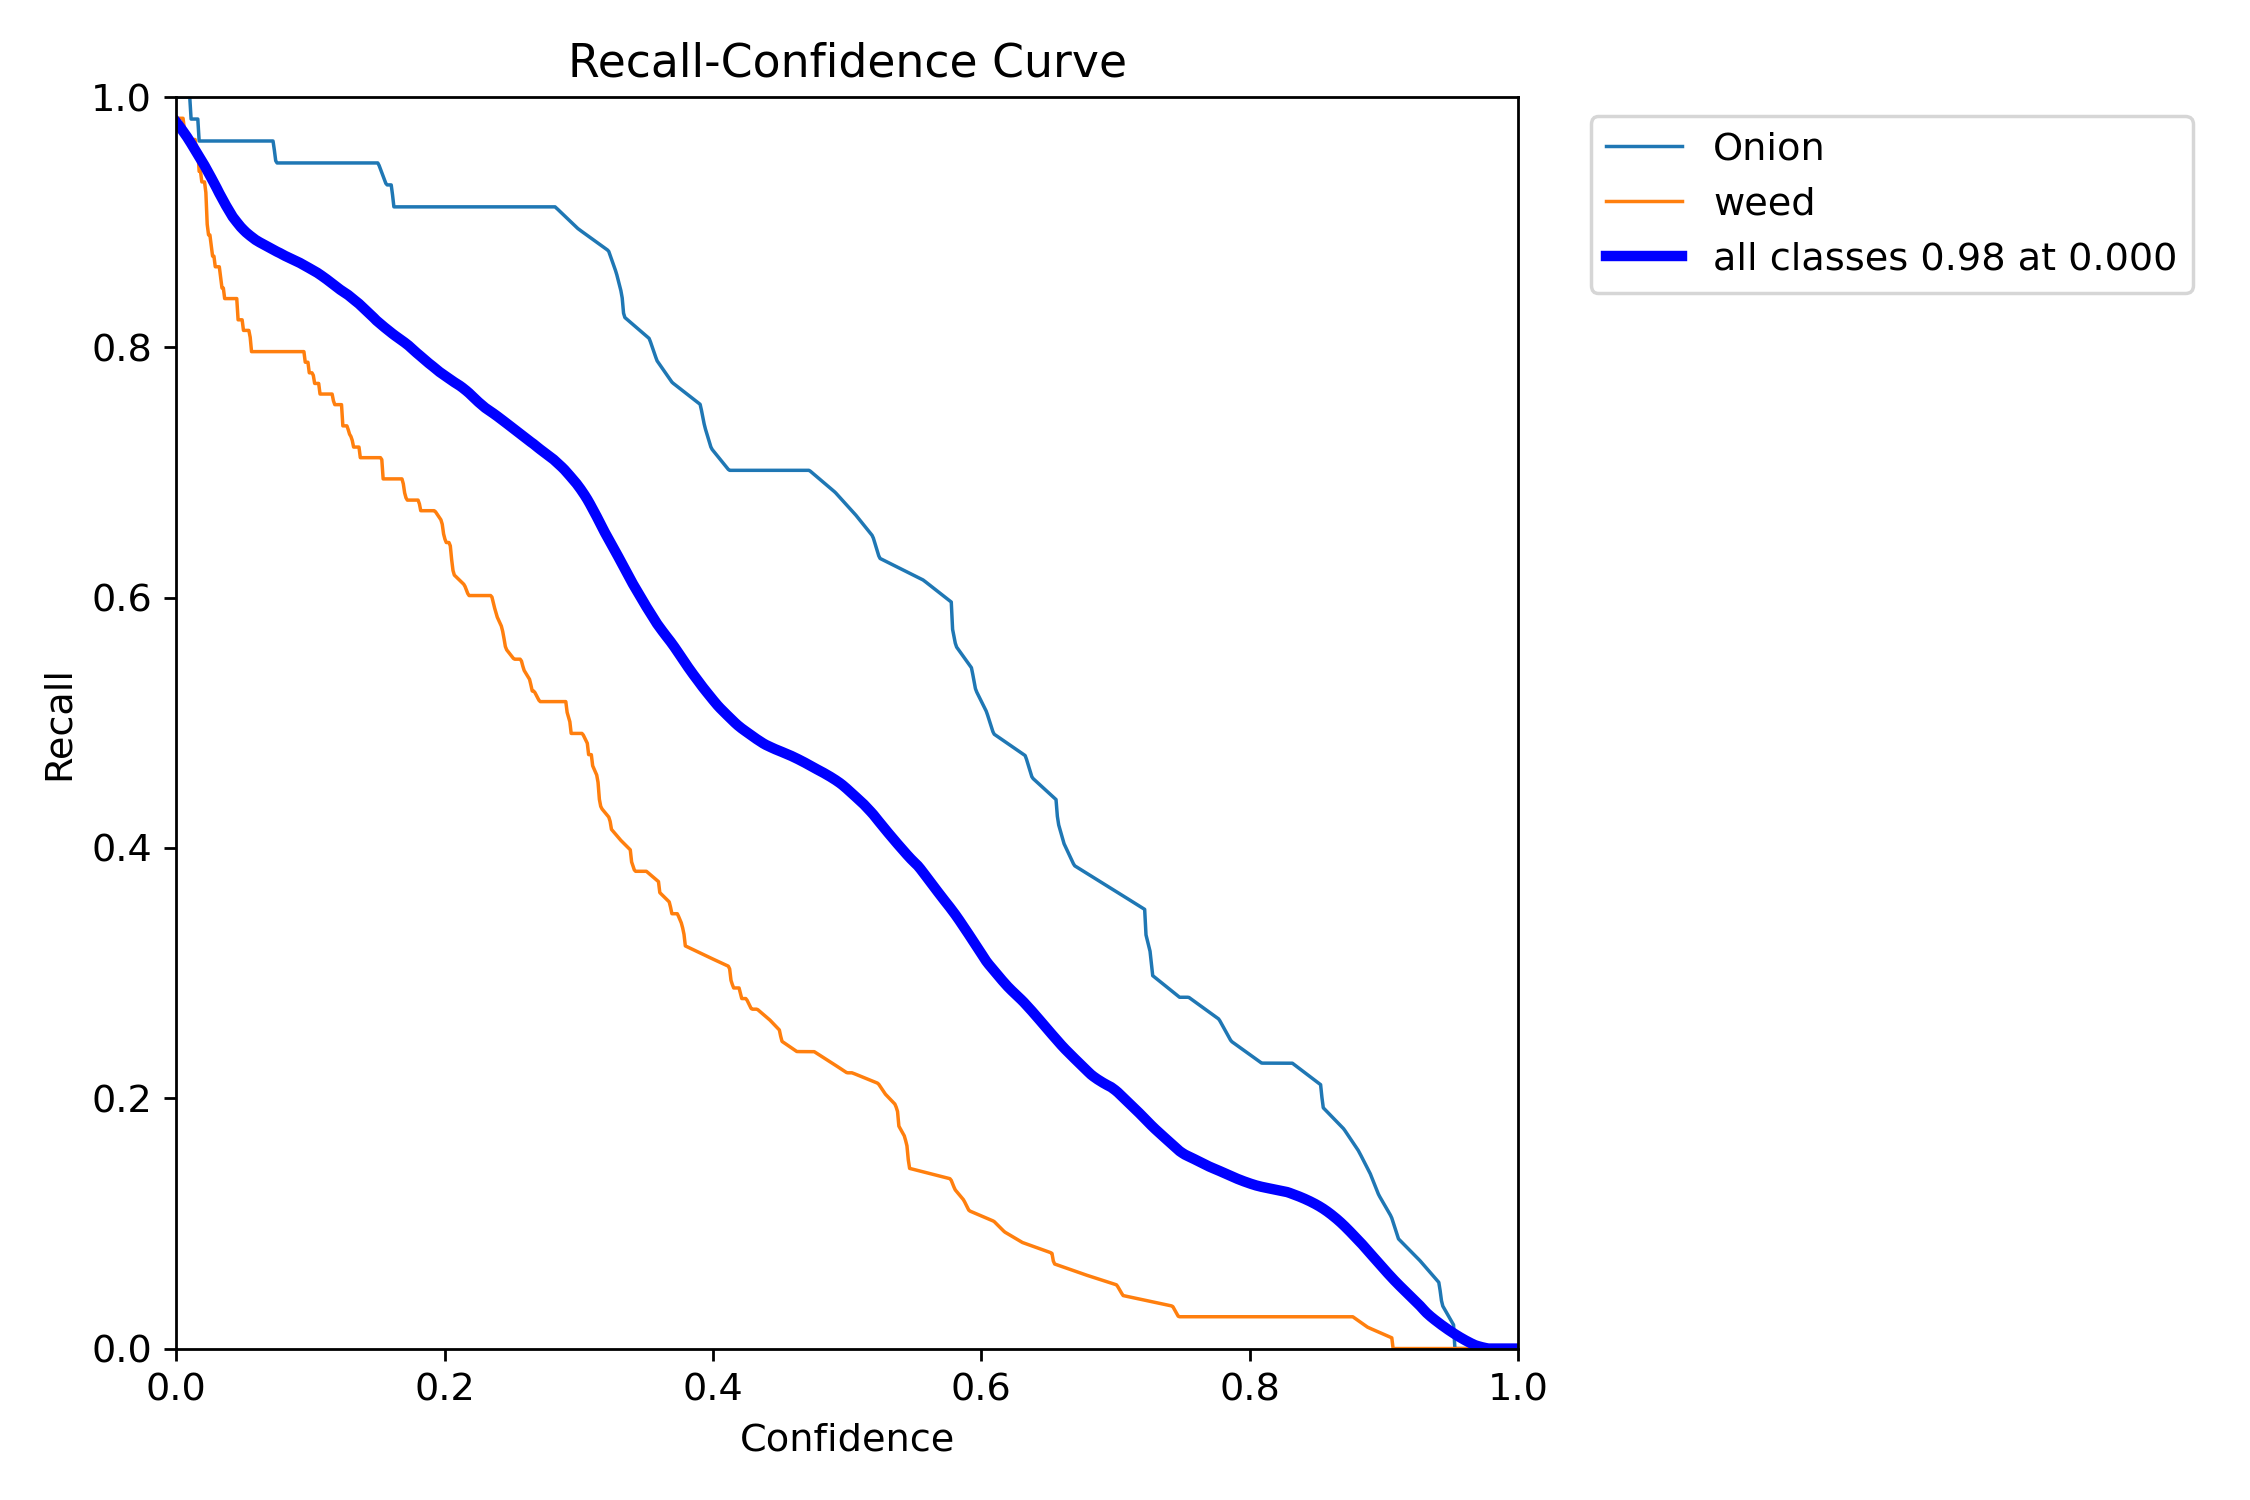 Recall-Confidence Curve
1.0
0.8
0.6
0.4
0.2
0.0
Recall
0.0 0.2 0.4 0.6 0.8 1.0
Confidence
Onion
weed
all classes 0.98 at 0.000